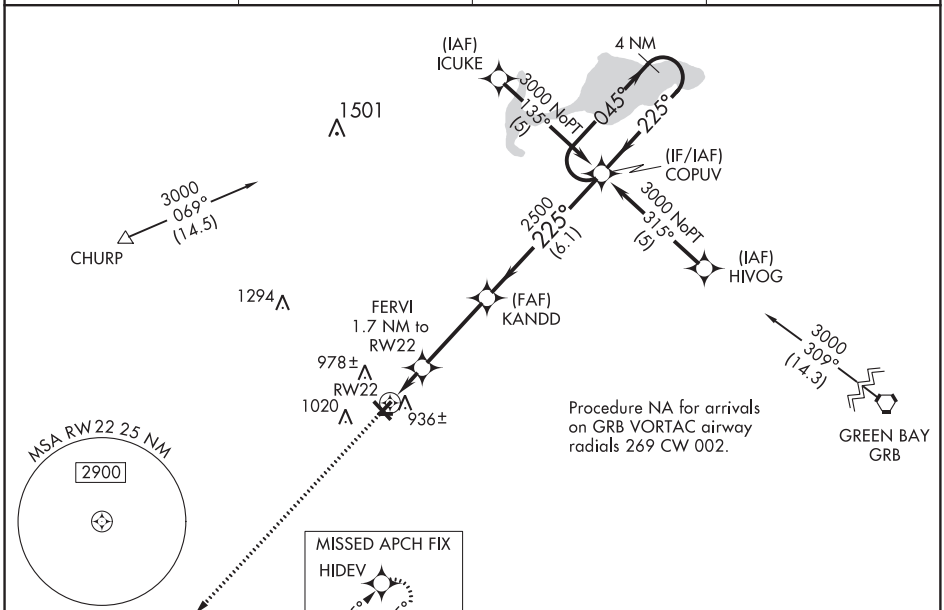 (IAF)
ICUKE
4 NM
3000 NoPT
135°
(5)
045°
225°
1501
(IF/IAF)
COPUV
3000
069°
(14.5)
CHURP
2500
225°
(6.1)
3000 NoPT
315°
(5)
(IAF)
HIVOG
1294
(FAF)
KANDD
FERVI
1.7 NM to
RW22
978±
RW22
1020
936±
3000
309°
(14.3)
GREEN BAY
GRB
Procedure NA for arrivals
on GRB VORTAC airway
radials 269 CW 002.
MSA RW22 25 NM
2900
MISSED APCH FIX
HIDEV